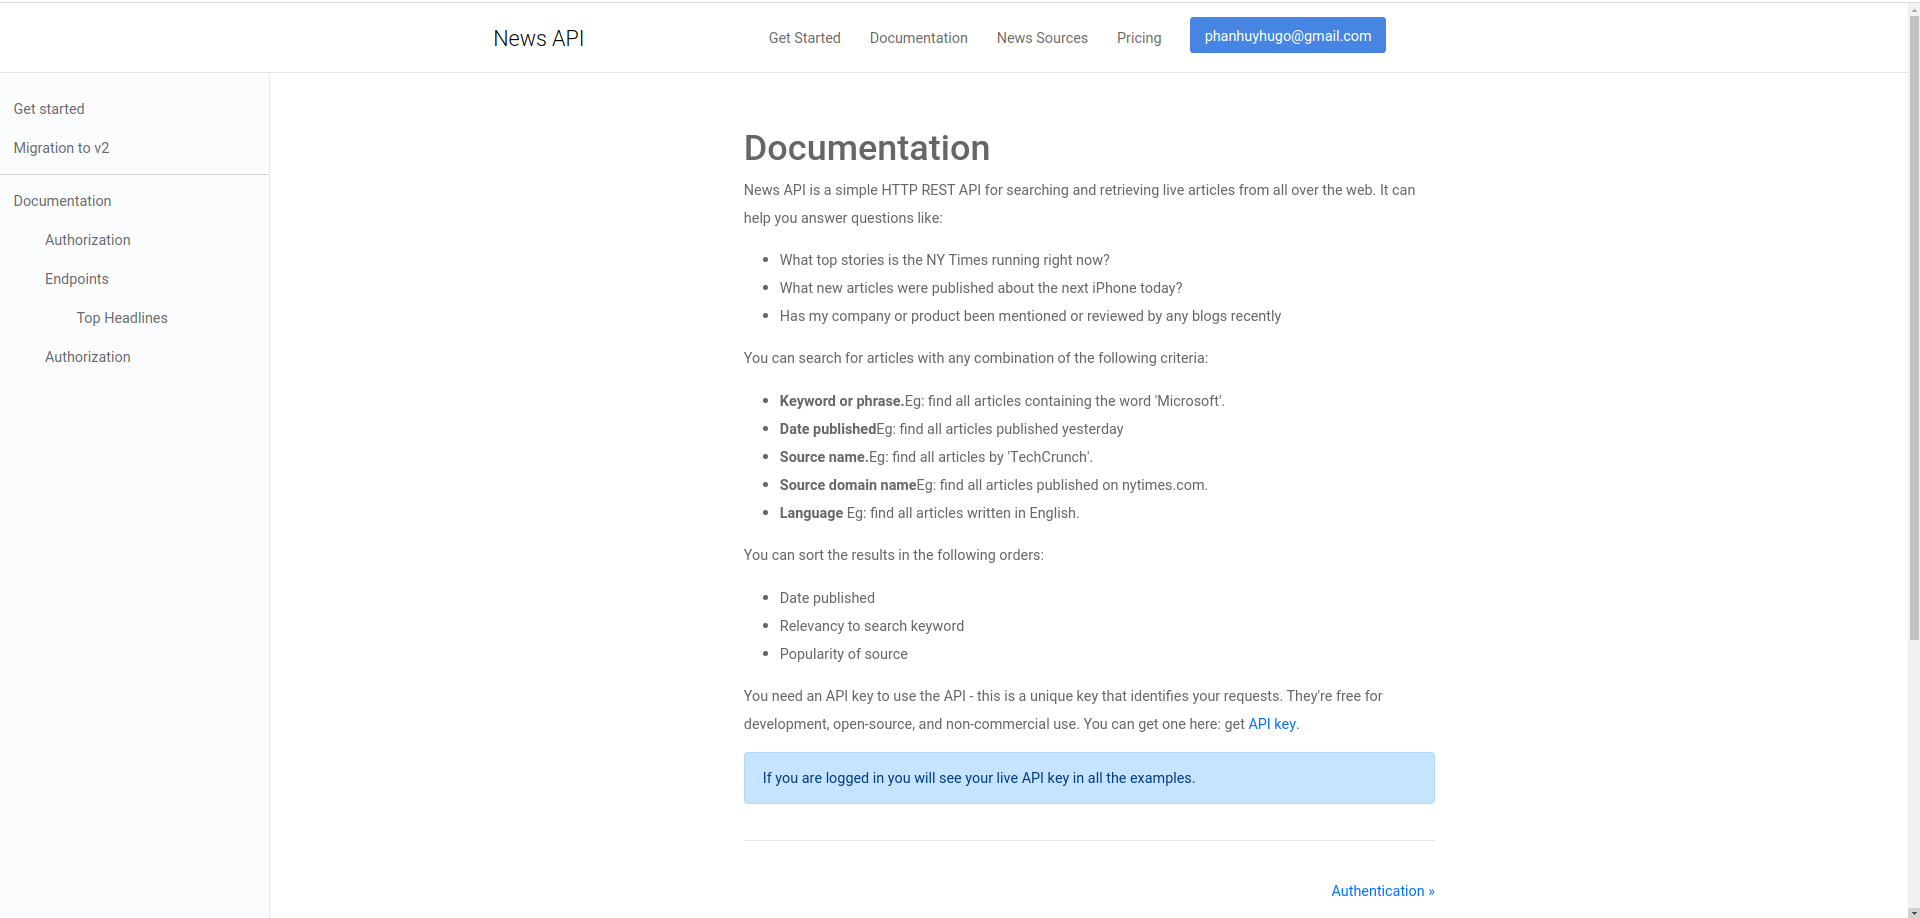 News API
Get Started
Documentation
News Sources
Pricing
phanhuyhugo@gmail.com
Get started
Migration to v2
Documentation
Authorization
Endpoints
Top Headlines
Authorization
Documentation
News API is a simple HTTP REST API for searching and retrieving live articles from all over the web. It can
help you answer questions like:
What top stories is the NY Times running right now?
What new articles were published about the next iPhone today?
Has my company or product been mentioned or reviewed by any blogs recently
You can search for articles with any combination of the following criteria:
Keyword or phrase.Eg: find all articles containing the word 'Microsoft'.
Date publishedEg: find all articles published yesterday
Source name.Eg: find all articles by 'TechCrunch'.
Source domain nameEg: find all articles published on nytimes.com.
Language Eg: find all articles written in English.
You can sort the results in the following orders:
Date published
Relevancy to search keyword
Popularity of source
You need an API key to use the API - this is a unique key that identifies your requests. They're free for
development, open-source, and non-commercial use. You can get one here: get API key.
If you are logged in you will see your live API key in all the examples.
Authentication »